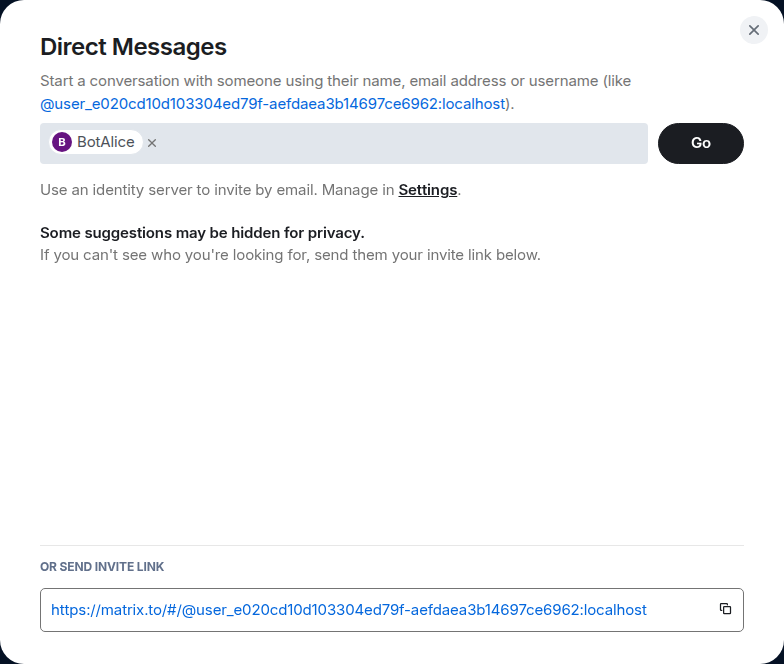 Direct Messages
Start a conversation with someone using their name, email address or username (like
@user_e020cd10d103304ed79f-aefdaea3b14697ce6962:localhost).
B BotAlice
Go
Use an identity server to invite by email. Manage in Settings.
Some suggestions may be hidden for privacy.
If you can't see who you're looking for, send them your invite link below.
OR SEND INVITE LINK
https://matrix.to/#/@user_e020cd10d103304ed79f-aefdaea3b14697ce6962:localhost